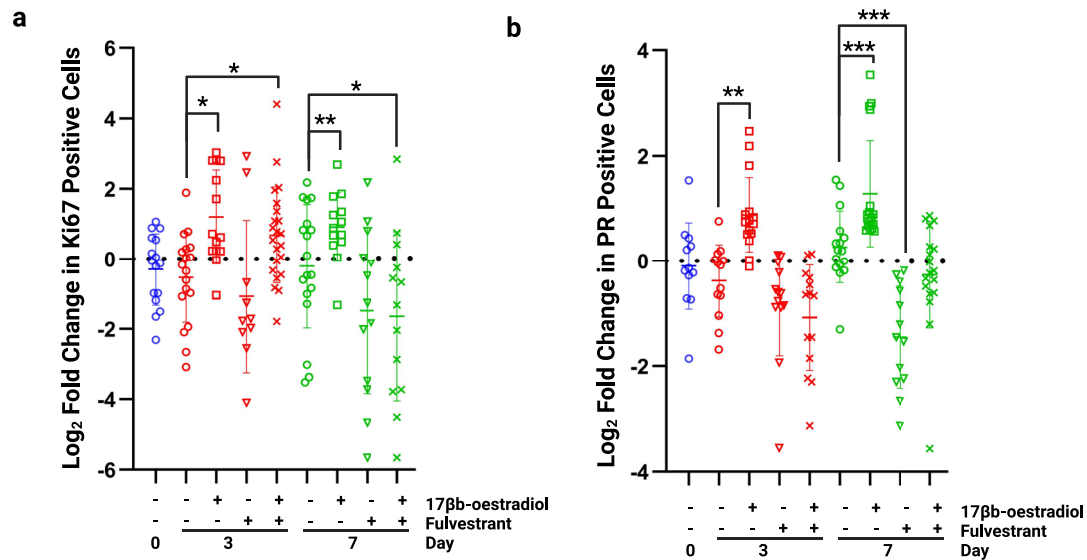 a
Log2 Fold Change in Ki67 Positive Cells
6
4
2
0
-2
-4
-6
*
*
**
*
- - + - + - + - + 17βb-oestradiol
- - - + + - - + + Fulvestrant
0 3 7 Day
b
Log2 Fold Change in PR Positive Cells
4
2
0
-2
-4
**
***
***
- - + - + - + - + 17βb-oestradiol
- - - + + - - + + Fulvestrant
0 3 7 Day